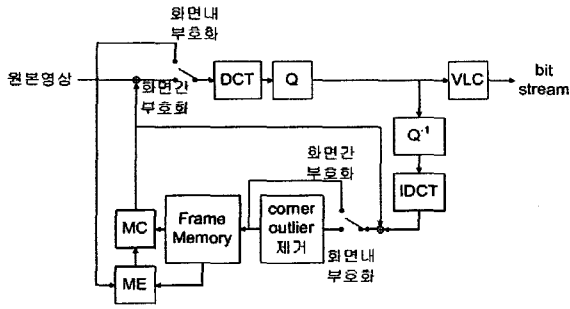 화면내
부호화
원본영상
화면간
부호화
DCT
Q
VLC
bit
stream
Q-1
IDCT
화면간
부호화
MC
Frame
Memory
corner
outlier
제거
화면내
부호화
ME